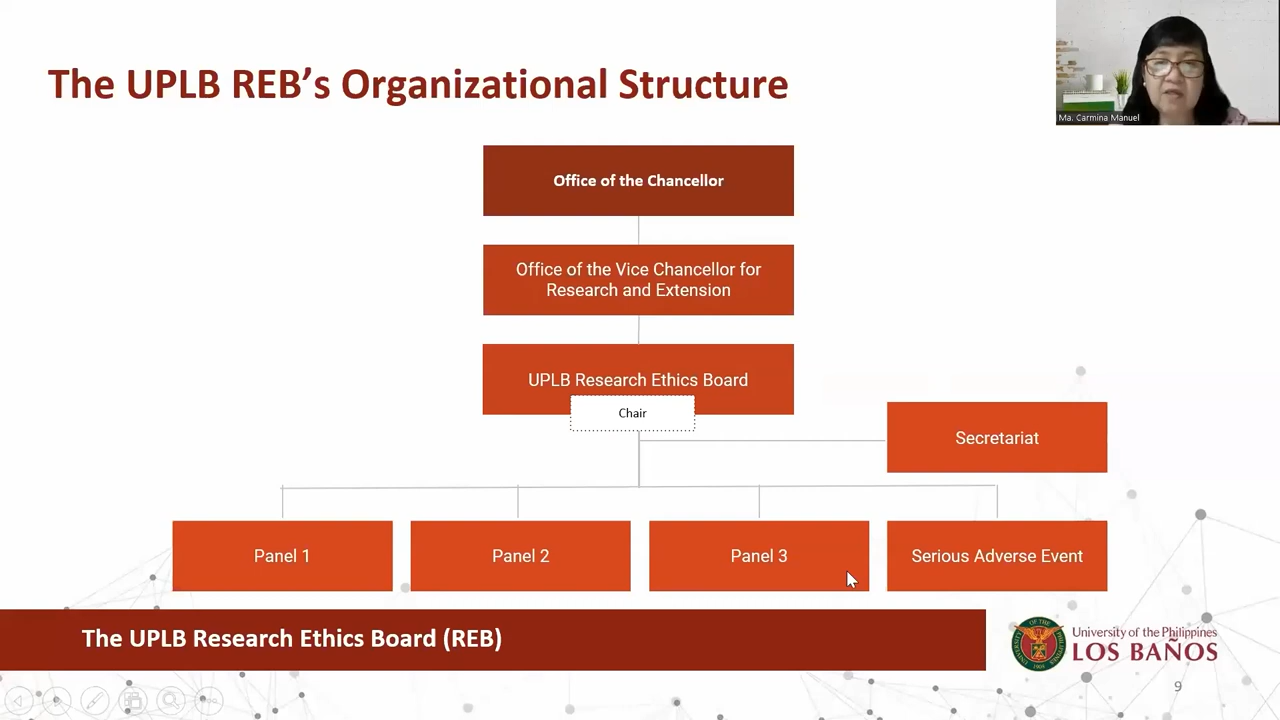 The UPLB REB’s Organizational Structure
Ma. Carmina Manuel
Office of the Chancellor
Office of the Vice Chancellor for
Research and Extension
UPLB Research Ethics Board
Chair
Secretariat
Panel 1
Panel 2
Panel 3
Serious Adverse Event
The UPLB Research Ethics Board (REB)
University of the Philippines
LOS BAÑOS
9